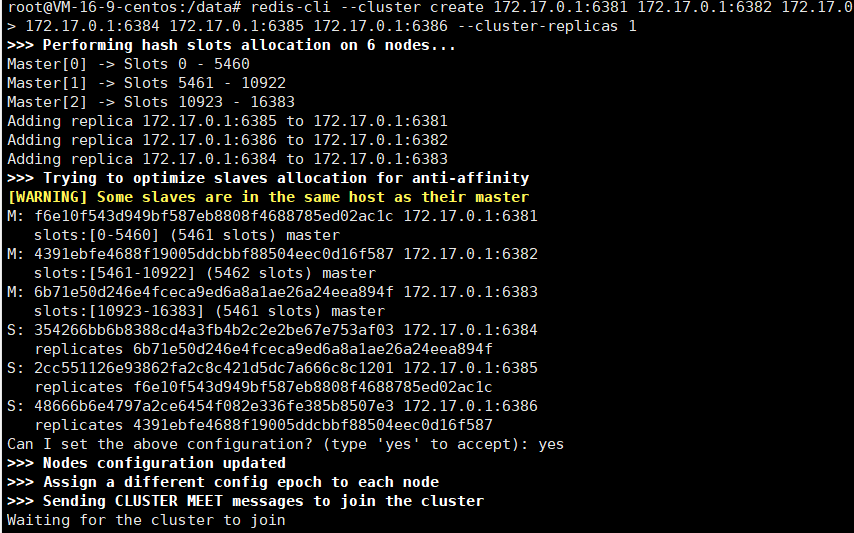 root@VM-16-9-centos:/data# redis-cli --cluster create 172.17.0.1:6381 172.17.0.1:6382 172.17.0
> 172.17.0.1:6384 172.17.0.1:6385 172.17.0.1:6386 --cluster-replicas 1
>>> Performing hash slots allocation on 6 nodes...
Master[0] -> Slots 0 - 5460
Master[1] -> Slots 5461 - 10922
Master[2] -> Slots 10923 - 16383
Adding replica 172.17.0.1:6385 to 172.17.0.1:6381
Adding replica 172.17.0.1:6386 to 172.17.0.1:6382
Adding replica 172.17.0.1:6384 to 172.17.0.1:6383
>>> Trying to optimize slaves allocation for anti-affinity
[WARNING] Some slaves are in the same host as their master
M: f6e10f543d949bf587eb8808f4688785ed02ac1c 172.17.0.1:6381
   slots:[0-5460] (5461 slots) master
M: 4391ebfe4688f19005ddcbbf88504eec0d16f587 172.17.0.1:6382
   slots:[5461-10922] (5462 slots) master
M: 6b71e50d246e4fceca9ed6a8a1ae26a24eea894f 172.17.0.1:6383
   slots:[10923-16383] (5461 slots) master
S: 354266bb6b8388cd4a3fb4b2c2e2be67e753af03 172.17.0.1:6384
   replicates 6b71e50d246e4fceca9ed6a8a1ae26a24eea894f
S: 2cc551126e93862fa2c8c421d5dc7a666c8c1201 172.17.0.1:6385
   replicates f6e10f543d949bf587eb8808f4688785ed02ac1c
S: 48666b6e4797a2ce6454f082e336fe385b8507e3 172.17.0.1:6386
   replicates 4391ebfe4688f19005ddcbbf88504eec0d16f587
Can I set the above configuration? (type 'yes' to accept): yes
>>> Nodes configuration updated
>>> Assign a different config epoch to each node
>>> Sending CLUSTER MEET messages to join the cluster
Waiting for the cluster to join